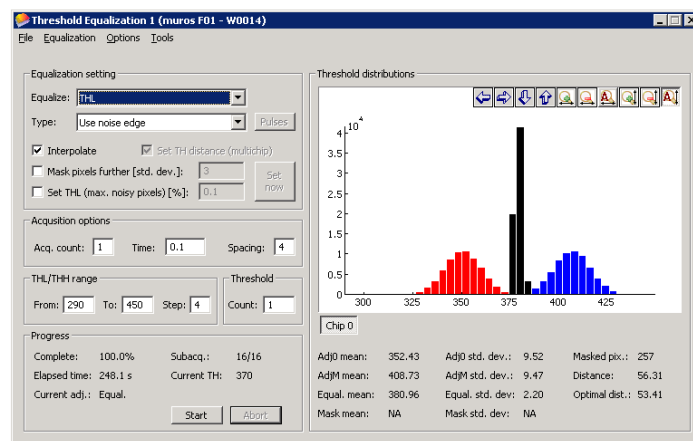 Threshold Equalization 1 (muros F01 - W0014)
File Equalization Options Tools
Equalization setting
Equalize: THL
Type: Use noise edge Pulses
Interpolate Set TH distance (multichip)
Mask pixels further [std. dev.]: 3
Set THL (max. noisy pixels) [%]: 0.1
Set now
Acqusition options
Acq. count: 1 Time: 0.1 Spacing: 4
THL/THH range
From: 290 To: 450 Step: 4
Threshold
Count: 1
Progress
Complete: 100.0% Subacq.: 16/16
Elapsed time: 248.1 s Current TH: 370
Current adj.: Equal.
Start Abort
Threshold distributions
A A
4 10^4
3.5
3
2.5
2
1.5
1
0.5
0
300 325 350 375 400 425
Chip 0
Adj0 mean: 352.43 Adj0 std. dev.: 9.52 Masked pix.: 257
AdjM mean: 408.73 AdjM std. dev.: 9.47 Distance: 56.31
Equal. mean: 380.96 Equal. std. dev: 2.20 Optimal dist.: 53.41
Mask mean: NA Mask std. dev: NA